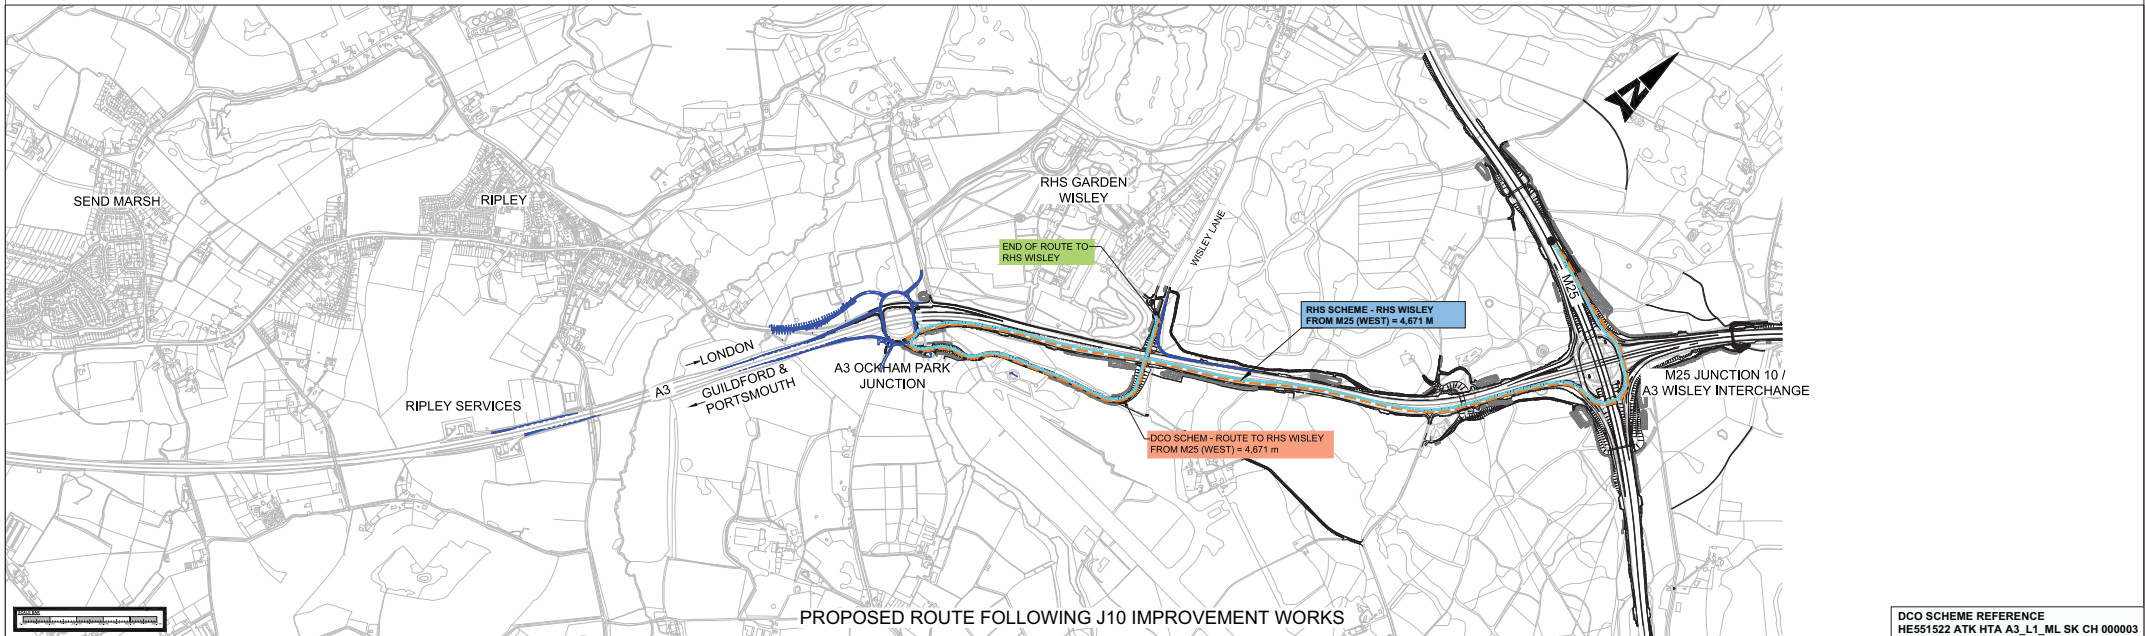 SEND MARSH
RIPLEY
RHS GARDEN
WISLEY
WISLEY LANE
END OF ROUTE TO
RHS WISLEY
RHS SCHEME - RHS WISLEY
FROM M25 (WEST) = 4,671 M
M25
N
LONDON
A3
GUILDFORD &
PORTSMOUTH
A3 OCKHAM PARK
JUNCTION
M25 JUNCTION 10 /
A3 WISLEY INTERCHANGE
RIPLEY SERVICES
DCO SCHEM - ROUTE TO RHS WISLEY
FROM M25 (WEST) = 4,671 m
PROPOSED ROUTE FOLLOWING J10 IMPROVEMENT WORKS
DCO SCHEME REFERENCE
HE551522 ATK HTA A3_L1_ML SK CH 000003